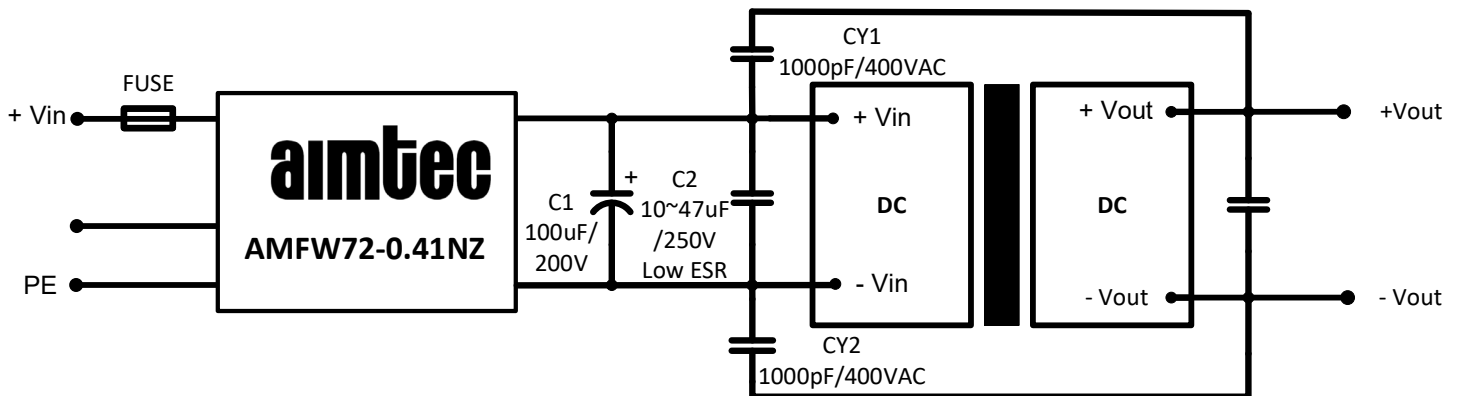 FUSE
+ Vin
PE
aimtec
AMFW72-0.41NZ
C1
100uF/
200V
+
C2
10~47uF
/250V
Low ESR
CY1
1000pF/400VAC
CY2
1000pF/400VAC
+ Vin
DC
- Vin
+ Vout
DC
- Vout
+Vout
- Vout